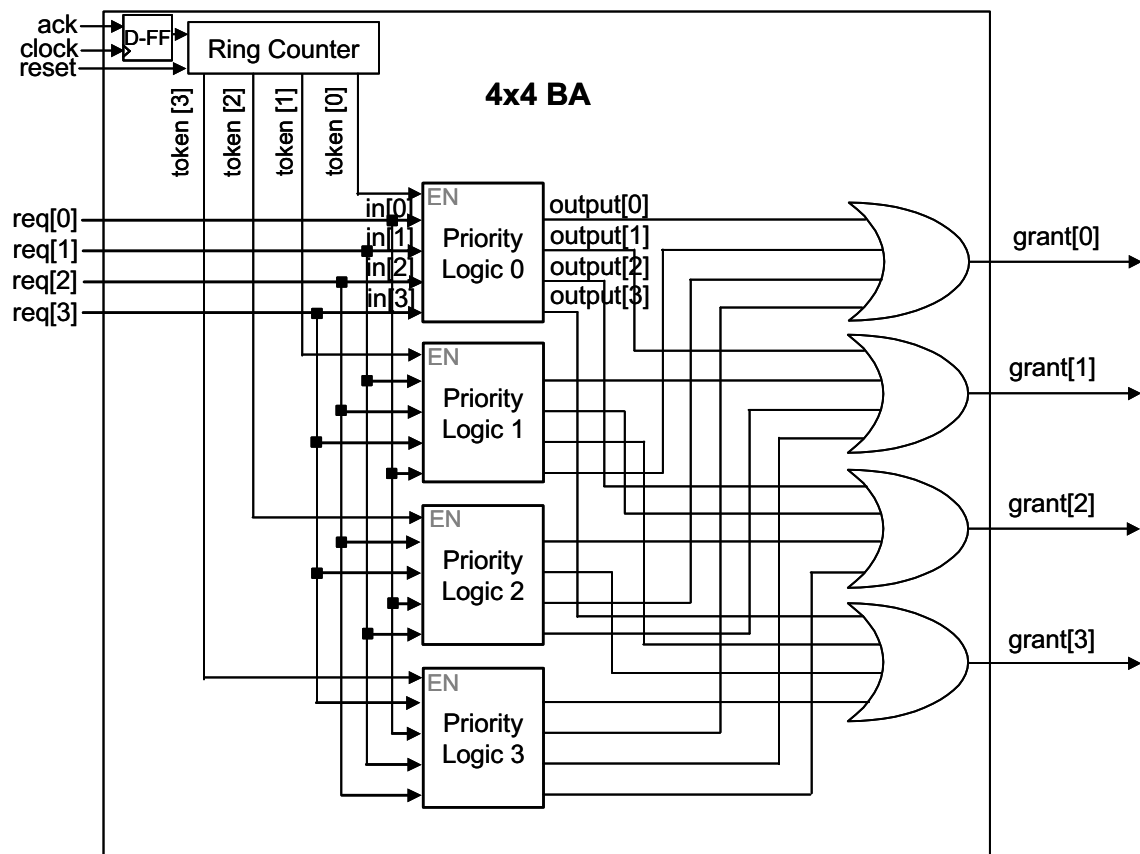 ack
clock
reset
D-FF
Ring Counter
4x4 BA
token [3]
token [2]
token [1]
token [0]
req[0]
req[1]
req[2]
req[3]
in[0]
in[1]
in[2]
in[3]
EN
Priority
Logic 0
output[0]
output[1]
output[2]
output[3]
EN
Priority
Logic 1
EN
Priority
Logic 2
EN
Priority
Logic 3
grant[0]
grant[1]
grant[2]
grant[3]